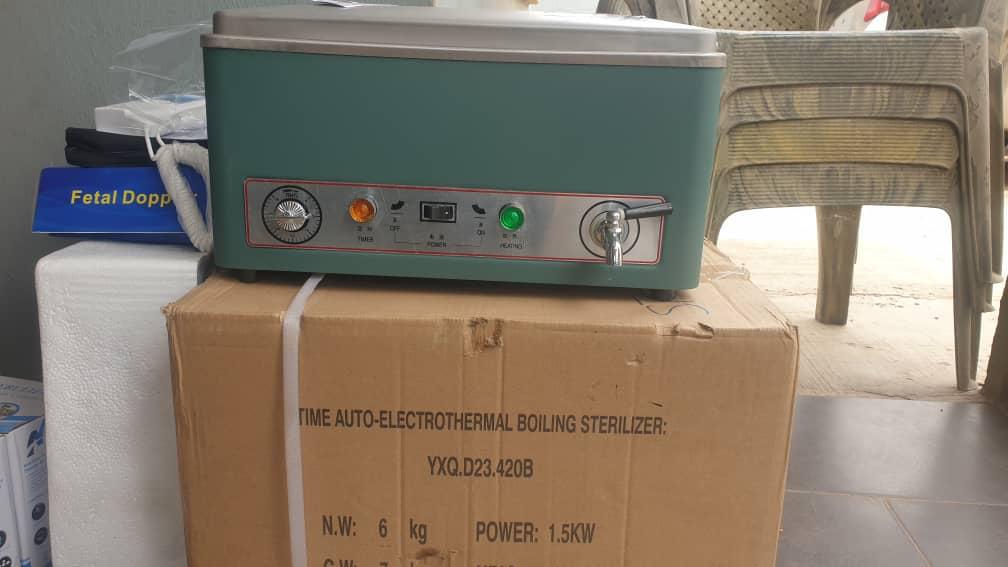 Fetal Dopp
TIMER
OFF
POWER
ON
HEATING
TIME AUTO-ELECTROTHERMAL BOILING STERILIZER:
YXQ.D23.420B
N.W: 6 kg POWER: 1.5KW
G.W: 7